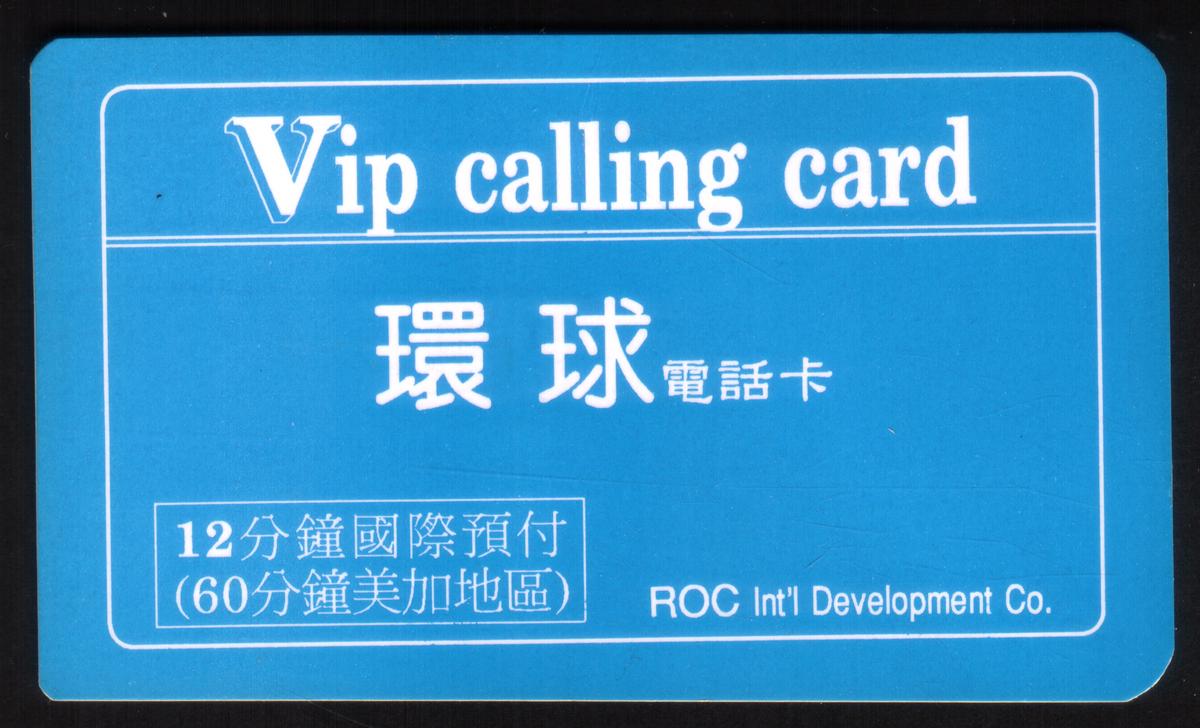 Vip calling card
環球電話卡
12分鐘國際預付
(60分鐘美加地區)
ROC Int'l Development Co.